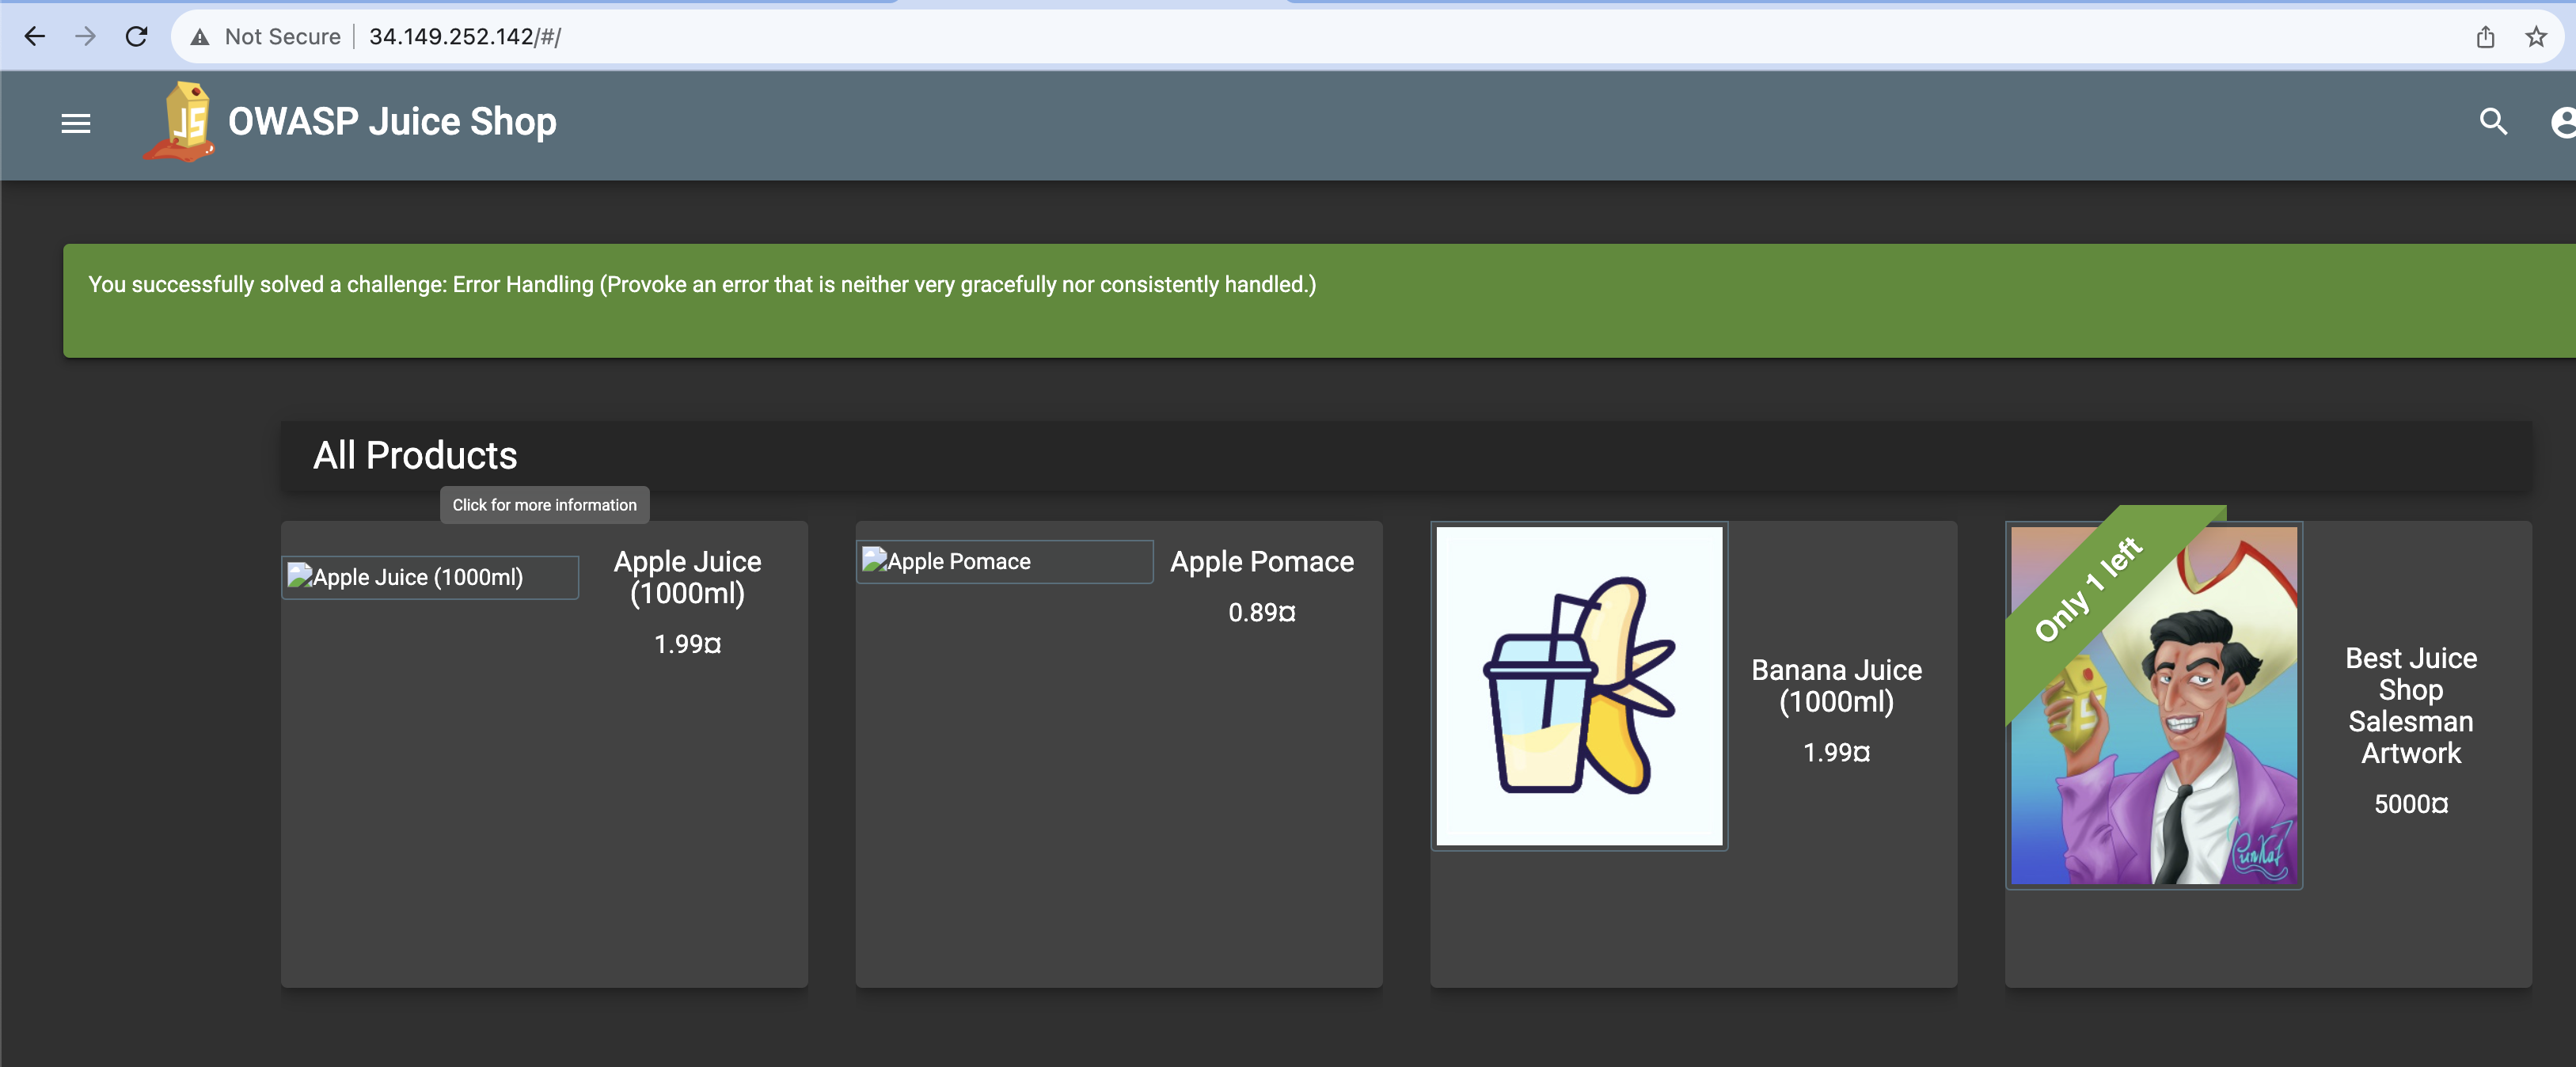 Not Secure 34.149.252.142/#/
JS OWASP Juice Shop
You successfully solved a challenge: Error Handling (Provoke an error that is neither very gracefully nor consistently handled.)
All Products
Click for more information
Apple Juice (1000ml)
Apple Juice
(1000ml)
1.99¤
Apple Pomace
Apple Pomace
0.89¤
Banana Juice
(1000ml)
1.99¤
Only 1 left
JS
Best Juice
Shop
Salesman
Artwork
5000¤